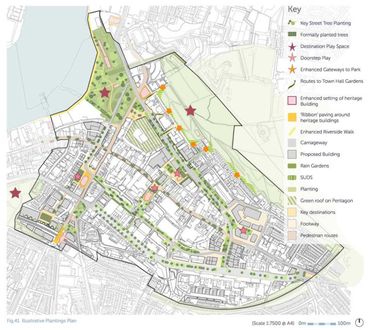 Key
Key Street Tree Planting
Formally planted trees
Destination Play Space
Doorstep Play
Enhanced Gateways to Park
Routes to Town Hall Gardens
Enhanced setting of heritage
Building
'Ribbon' paving around
heritage buildings
Enhanced Riverside Walk
Carriageway
Proposed Building
Rain Gardens
SUDS
Planting
Green roof on Pentagon
Key destinations
Footway
Pedestrian routes
Fig.41 Illustrative Plantings Plan
(Scale 1:7500 @ A4)
0m
100m